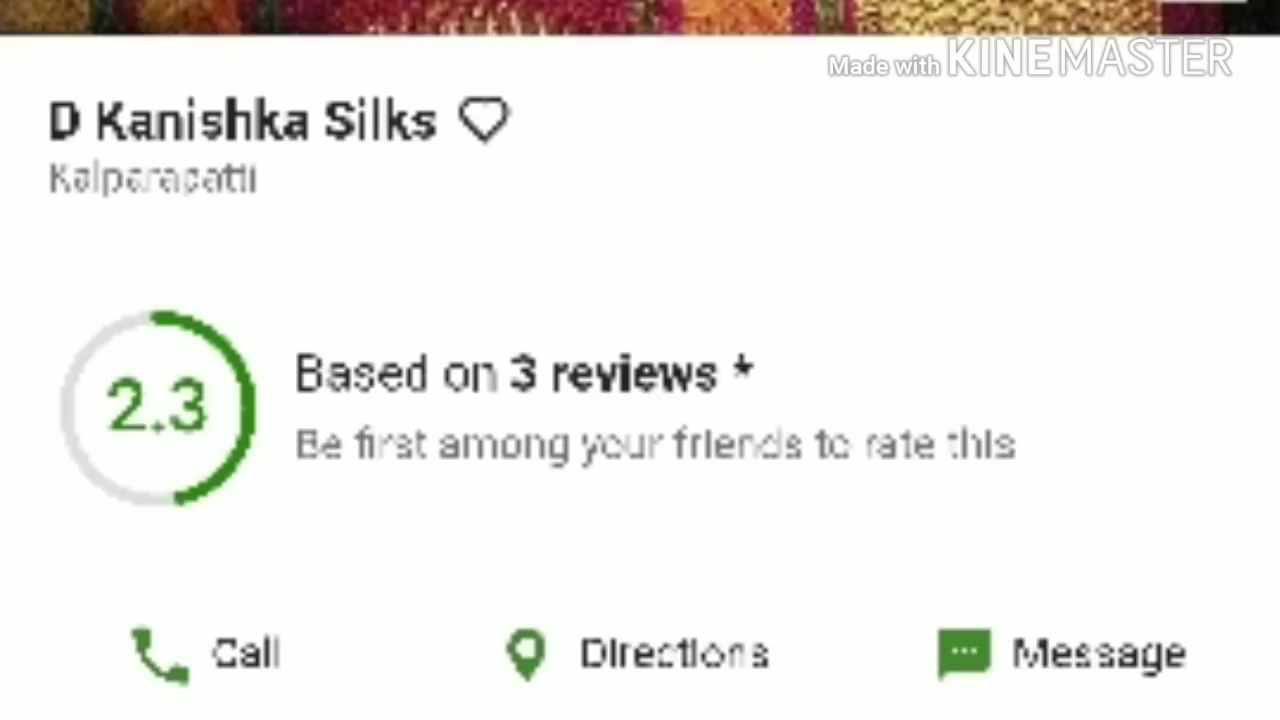 Made with KINEMASTER
D Kanishka Silks
Kalparapatti
2.3
Based on 3 reviews *
Be first among your friends to rate this
Call
Directions
Message